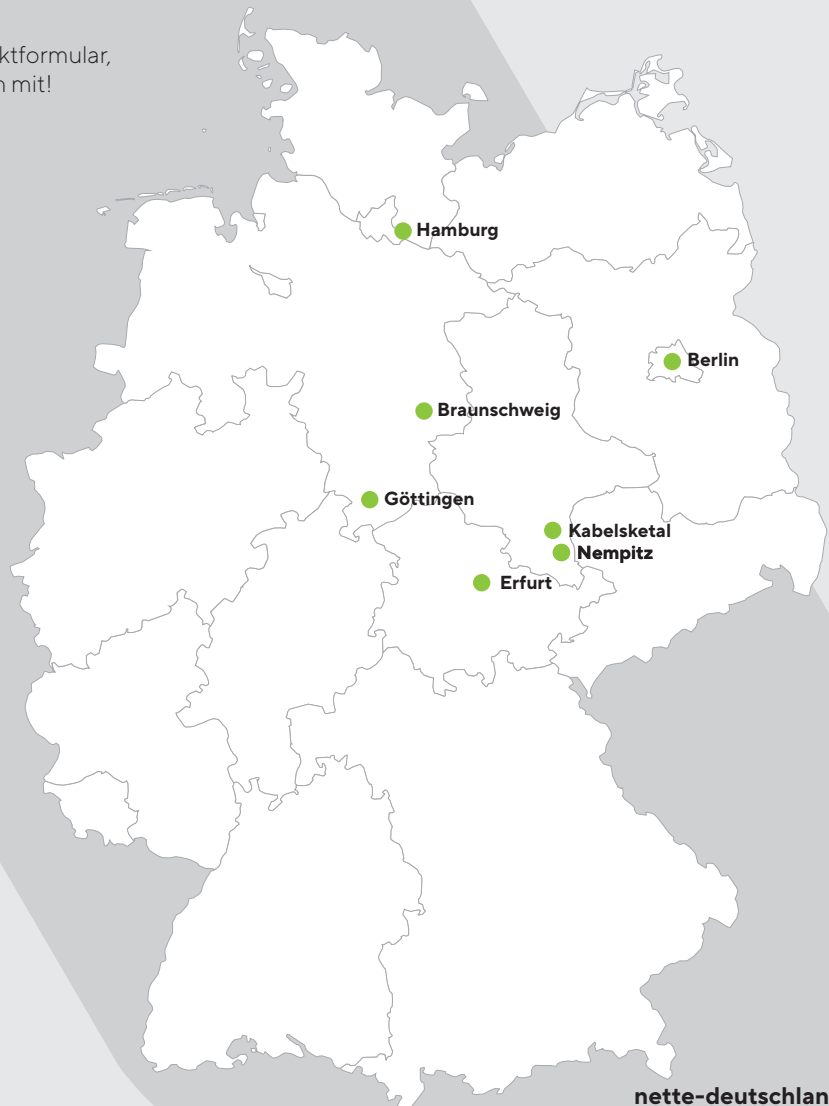 ktformular,
n mit!
Hamburg
Berlin
Braunschweig
Göttingen
Kabelsketal
Nempitz
Erfurt
nette-deutschlan